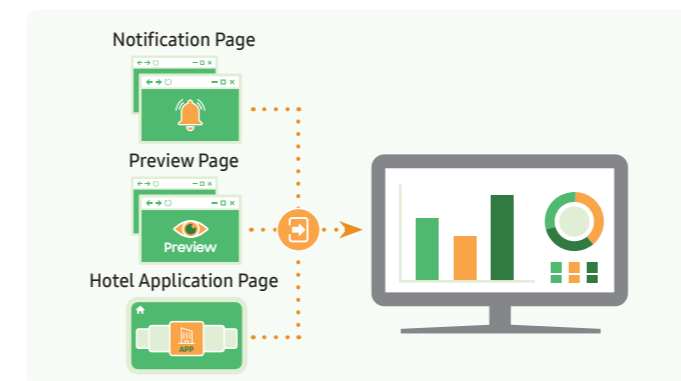 Notification Page
Preview Page
Preview
Hotel Application Page
APP